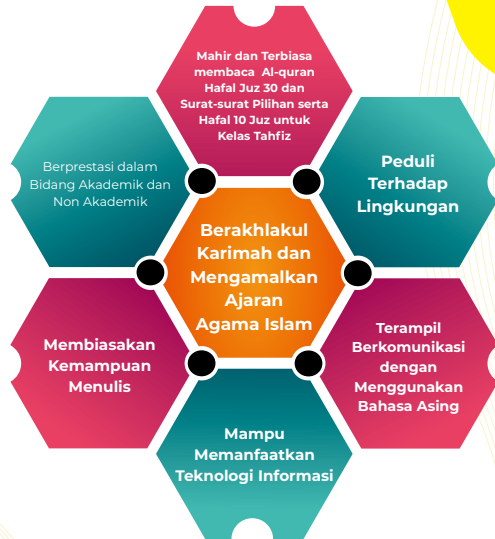 Mahir dan Terbiasa
membaca Al-quran
Hafal Juz 30 dan
Surat-surat Pilihan serta
Hafal 10 Juz untuk
Kelas Tahfiz
Berprestasi dalam
Bidang Akademik dan
Non Akademik
Peduli
Terhadap
Lingkungan
Berakhlakul
Karimah dan
Mengamalkan
Ajaran
Agama Islam
Membiasakan
Kemampuan
Menulis
Terampil
Berkomunikasi
dengan
Menggunakan
Bahasa Asing
Mampu
Memanfaatkan
Teknologi Informasi